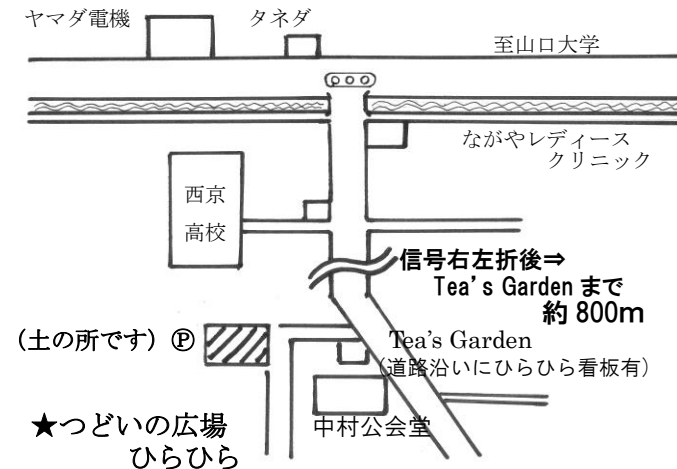 ヤマダ電機
タネダ
至山口大学
ながやレディース
クリニック
西京
高校
信号右左折後⇒
Tea's Gardenまで
約800m
(土の所です)Ⓟ
Tea's Garden
(道路沿いにひらひら看板有)
中村公会堂
★つどいの広場
ひらひら